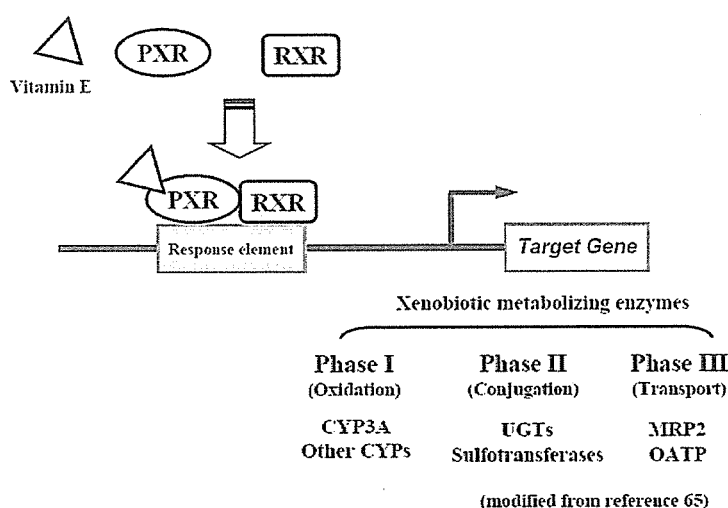 PXR
RXR
Vitamin E
PXR
RXR
Response element
Target Gene
Xenobiotic metabolizing enzymes
Phase I
(Oxidation)
CYP3A
Other CYPs
Phase II
(Conjugation)
UGTs
Sulfotransferases
Phase III
(Transport)
MRP2
OATP
(modified from reference 65)